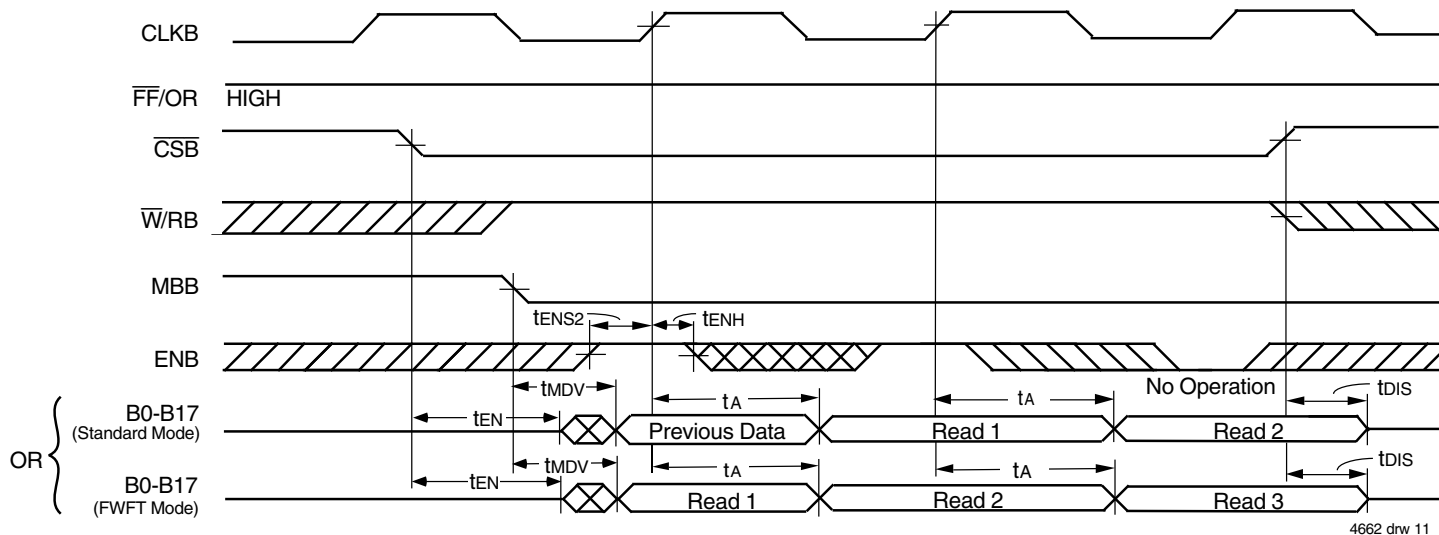 CLKB
FF/OR HIGH
CSB
W/RB
MBB
tENS2 tENH
ENB
No Operation
tMDV tA tA tDIS
tEN
B0-B17
(Standard Mode)
Previous Data Read 1 Read 2
OR
tMDV tA tA tDIS
tEN
B0-B17
(FWFT Mode)
Read 1 Read 2 Read 3
4662 drw 11